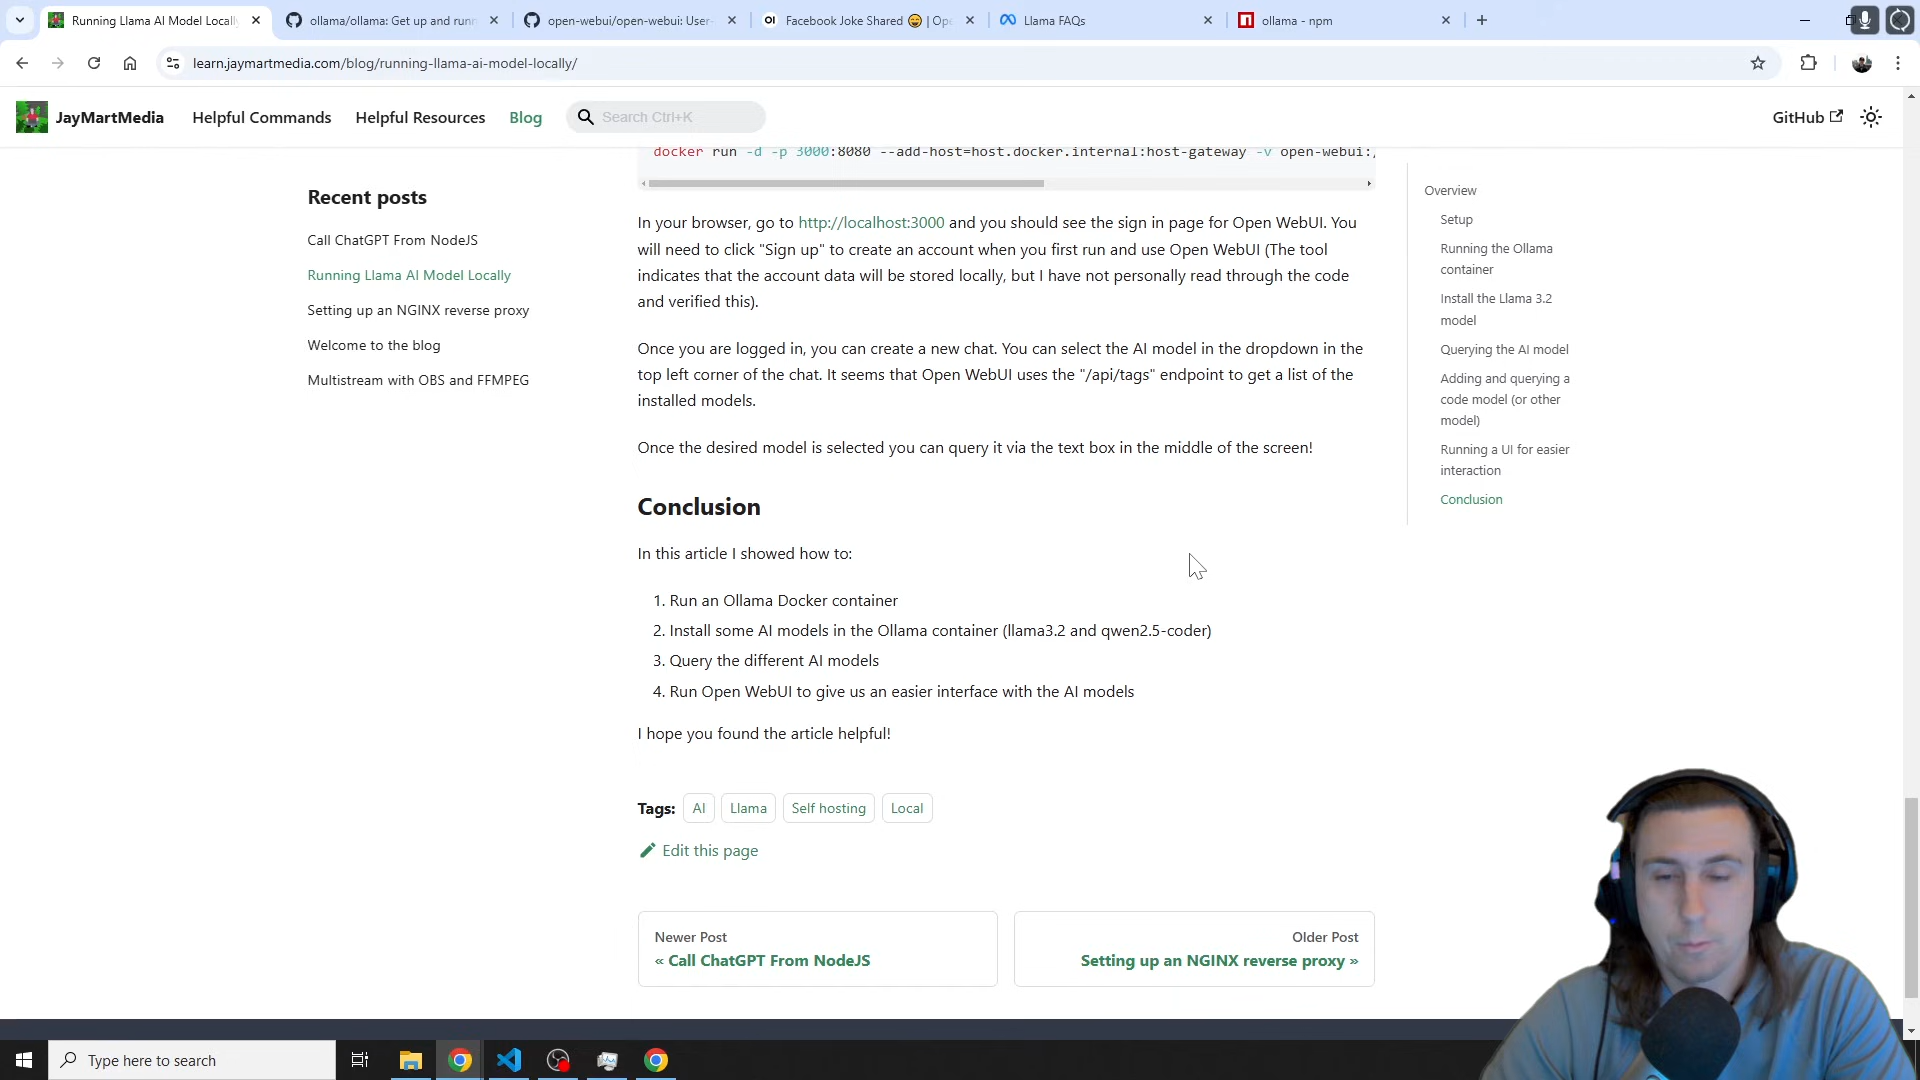 Running Llama AI Model Locally
ollama/ollama: Get up and runn
open-webui/open-webui: User-
OI
Facebook Joke Shared 😄 | Ope
Llama FAQs
ollama - npm
learn.jaymartmedia.com/blog/running-llama-ai-model-locally/
JayMartMedia
Helpful Commands
Helpful Resources
Blog
Search Ctrl+K
GitHub
Recent posts
Call ChatGPT From NodeJS
Running Llama AI Model Locally
Setting up an NGINX reverse proxy
Welcome to the blog
Multistream with OBS and FFMPEG
docker run -d -p 3000:8080 --add-host=host.docker.internal:host-gateway -v open-webui:/
In your browser, go to http://localhost:3000 and you should see the sign in page for Open WebUI. You
will need to click "Sign up" to create an account when you first run and use Open WebUI (The tool
indicates that the account data will be stored locally, but I have not personally read through the code
and verified this).
Once you are logged in, you can create a new chat. You can select the AI model in the dropdown in the
top left corner of the chat. It seems that Open WebUI uses the "/api/tags" endpoint to get a list of the
installed models.
Once the desired model is selected you can query it via the text box in the middle of the screen!
Conclusion
In this article I showed how to:
1. Run an Ollama Docker container
2. Install some AI models in the Ollama container (llama3.2 and qwen2.5-coder)
3. Query the different AI models
4. Run Open WebUI to give us an easier interface with the AI models
I hope you found the article helpful!
Tags:
AI
Llama
Self hosting
Local
Edit this page
Newer Post
« Call ChatGPT From NodeJS
Older Post
Setting up an NGINX reverse proxy »
Overview
Setup
Running the Ollama
container
Install the Llama 3.2
model
Querying the AI model
Adding and querying a
code model (or other
model)
Running a UI for easier
interaction
Conclusion
Type here to search